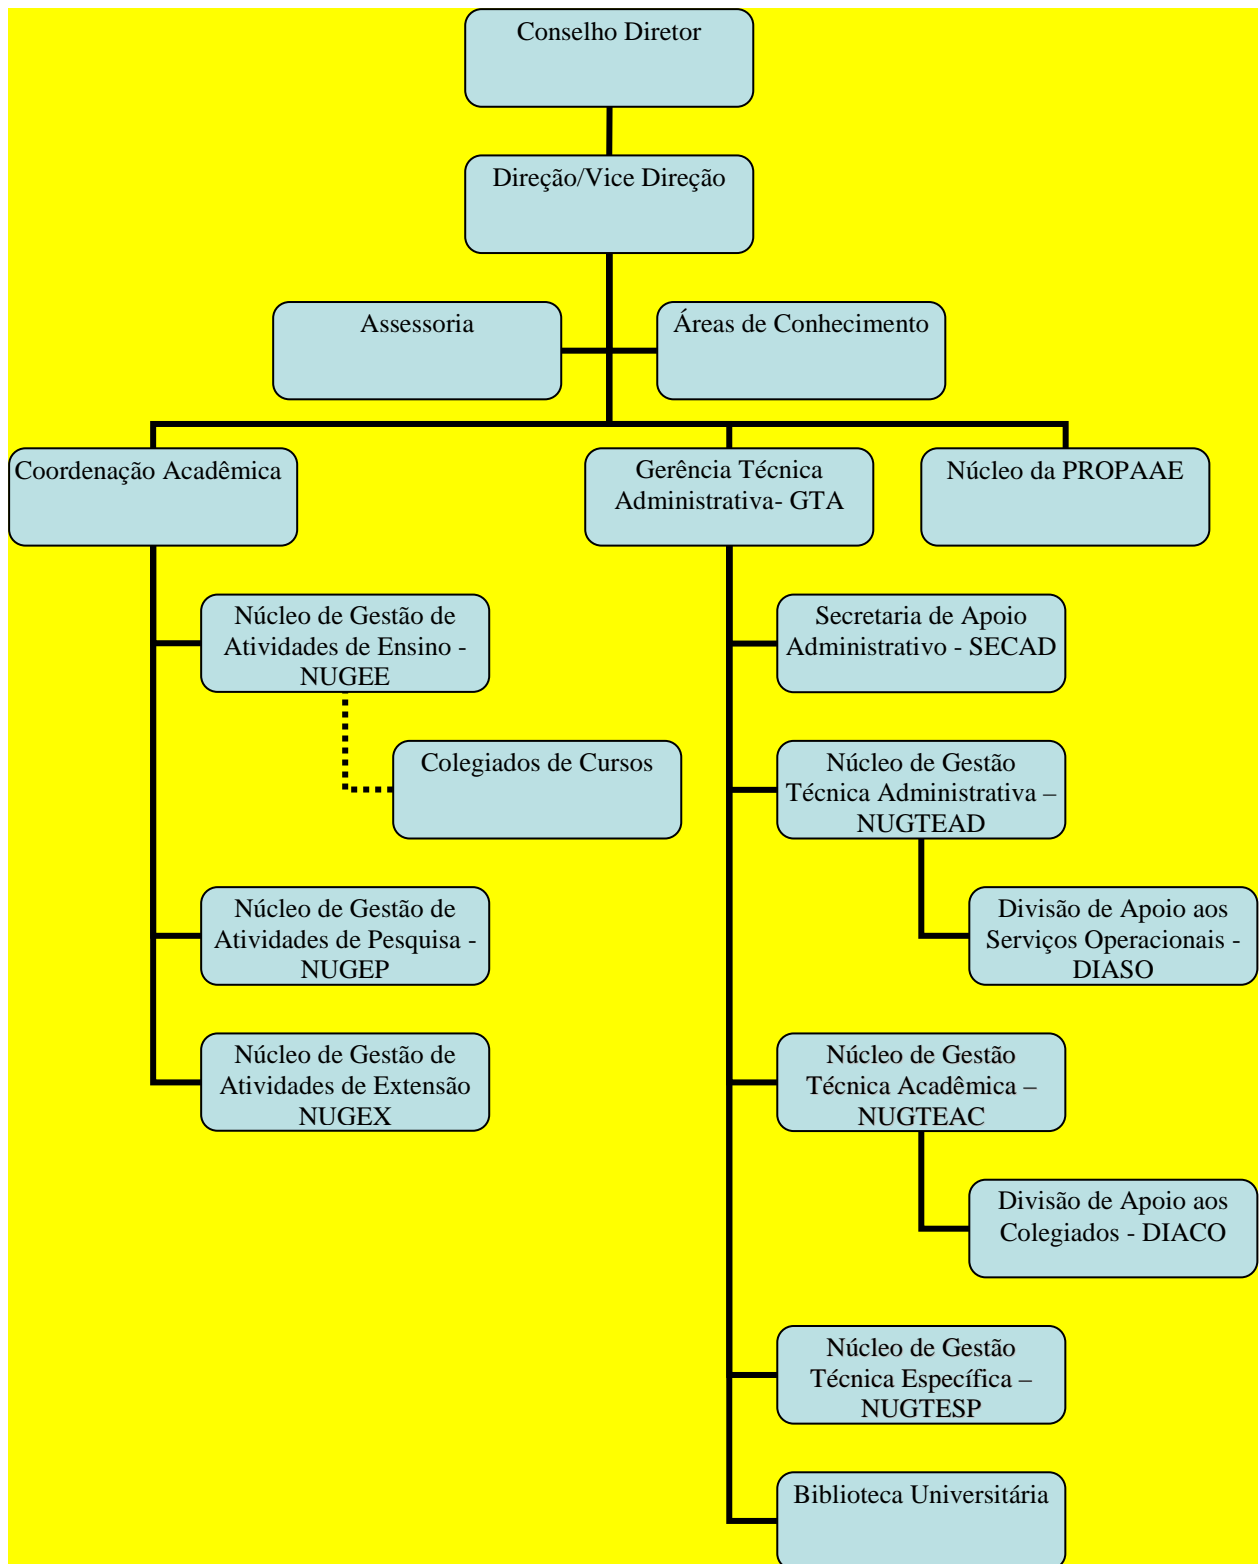 Conselho Diretor
Direção/Vice Direção
Assessoria
Áreas de Conhecimento
Coordenação Acadêmica
Gerência Técnica
Administrativa- GTA
Núcleo da PROPAAE
Núcleo de Gestão de
Atividades de Ensino -
NUGEE
Secretaria de Apoio
Administrativo - SECAD
Colegiados de Cursos
Núcleo de Gestão
Técnica Administrativa –
NUGTEAD
Núcleo de Gestão de
Atividades de Pesquisa -
NUGEP
Divisão de Apoio aos
Serviços Operacionais -
DIASO
Núcleo de Gestão de
Atividades de Extensão
NUGEX
Núcleo de Gestão
Técnica Acadêmica –
NUGTEAC
Divisão de Apoio aos
Colegiados - DIACO
Núcleo de Gestão
Técnica Específica –
NUGTESP
Biblioteca Universitária